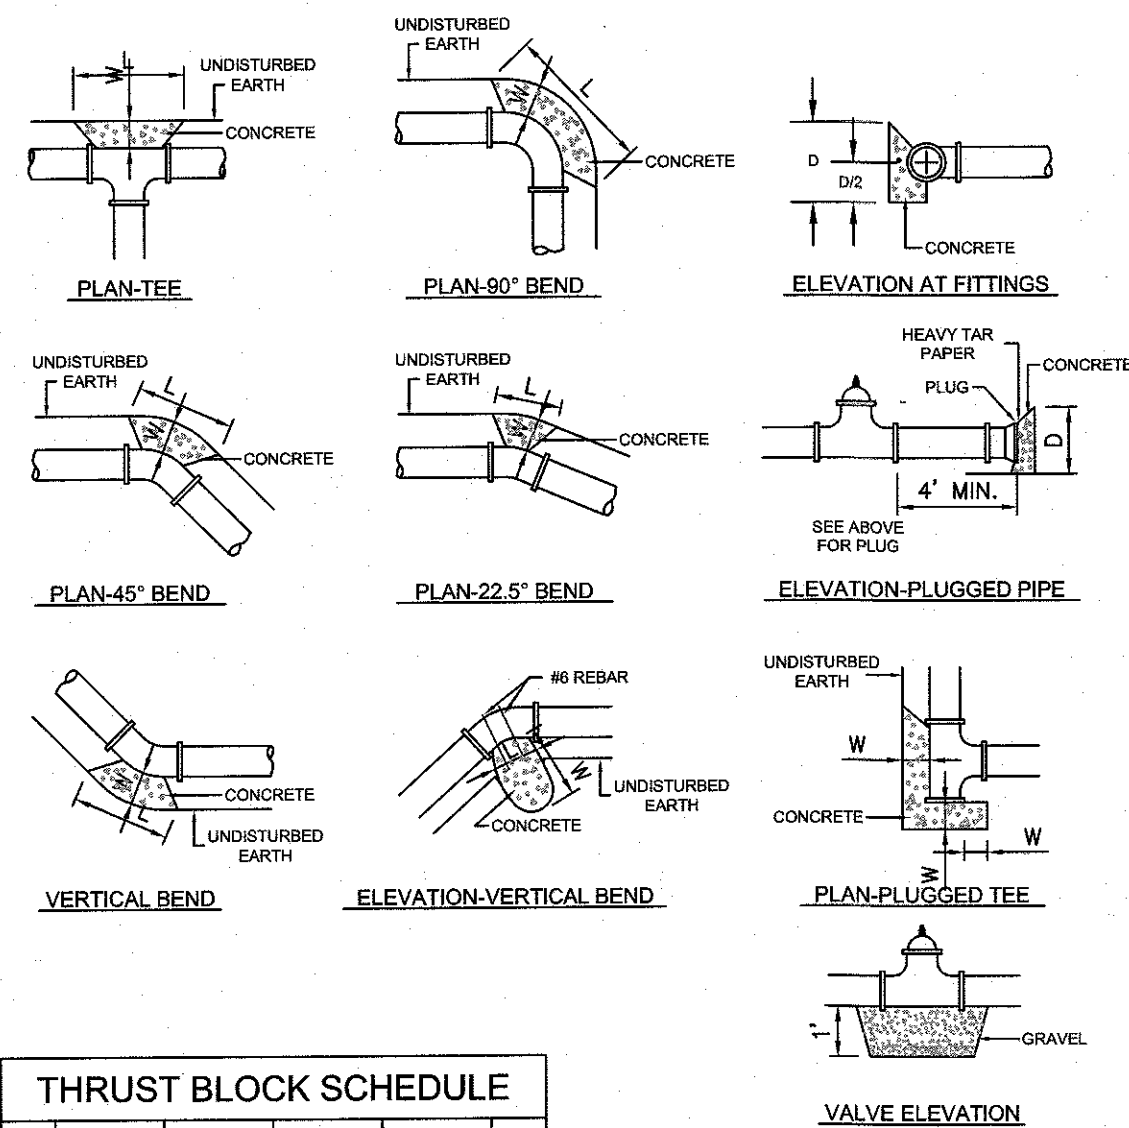 UNDISTURBED
EARTH
L
W
CONCRETE
PLAN-TEE
UNDISTURBED
EARTH
L
W
CONCRETE
PLAN-90° BEND
D
D/2
CONCRETE
ELEVATION AT FITTINGS
UNDISTURBED
EARTH
L
W
CONCRETE
PLAN-45° BEND
UNDISTURBED
EARTH
L
W
CONCRETE
PLAN-22.5° BEND
HEAVY TAR
PAPER
CONCRETE
PLUG
D
4' MIN.
SEE ABOVE
FOR PLUG
ELEVATION-PLUGGED PIPE
W
CONCRETE
L
UNDISTURBED
EARTH
VERTICAL BEND
#6 REBAR
L
W
UNDISTURBED
EARTH
CONCRETE
ELEVATION-VERTICAL BEND
UNDISTURBED
EARTH
W
CONCRETE
W
W
PLAN-PLUGGED TEE
1'
GRAVEL
VALVE ELEVATION
THRUST BLOCK SCHEDULE